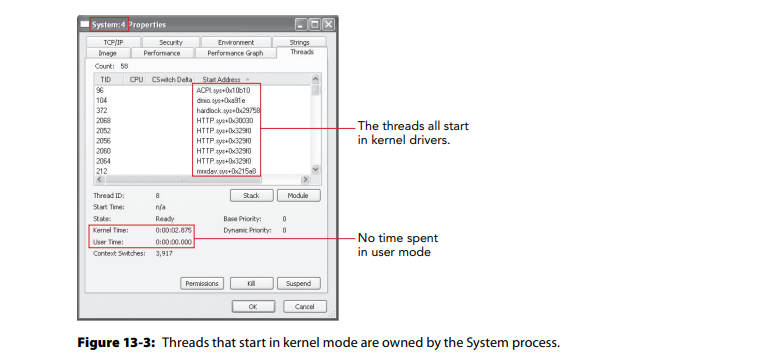 System:4 Properties
TCP/IP Security Environment Strings
Image Performance Performance Graph Threads
Count: 58
TID CPU CSwitch Delta Start Address
96 ACPI.sys+0x10b10
104 dmio.sys+0xa91e
372 hardlock.sys+0x29758
2068 HTTP.sys+0x30030
2052 HTTP.sys+0x329f0
2056 HTTP.sys+0x329f0
2060 HTTP.sys+0x329f0
2064 HTTP.sys+0x329f0
212 mrxdav.sys+0x215a8
The threads all start
in kernel drivers.
Thread ID: 8 Stack Module
Start Time: n/a
State: Ready Base Priority: 0
Kernel Time: 0:00:02.875 Dynamic Priority: 0
User Time: 0:00:00.000
Context Switches: 3,917
No time spent
in user mode
Permissions Kill Suspend
OK Cancel
Figure 13-3: Threads that start in kernel mode are owned by the System process.